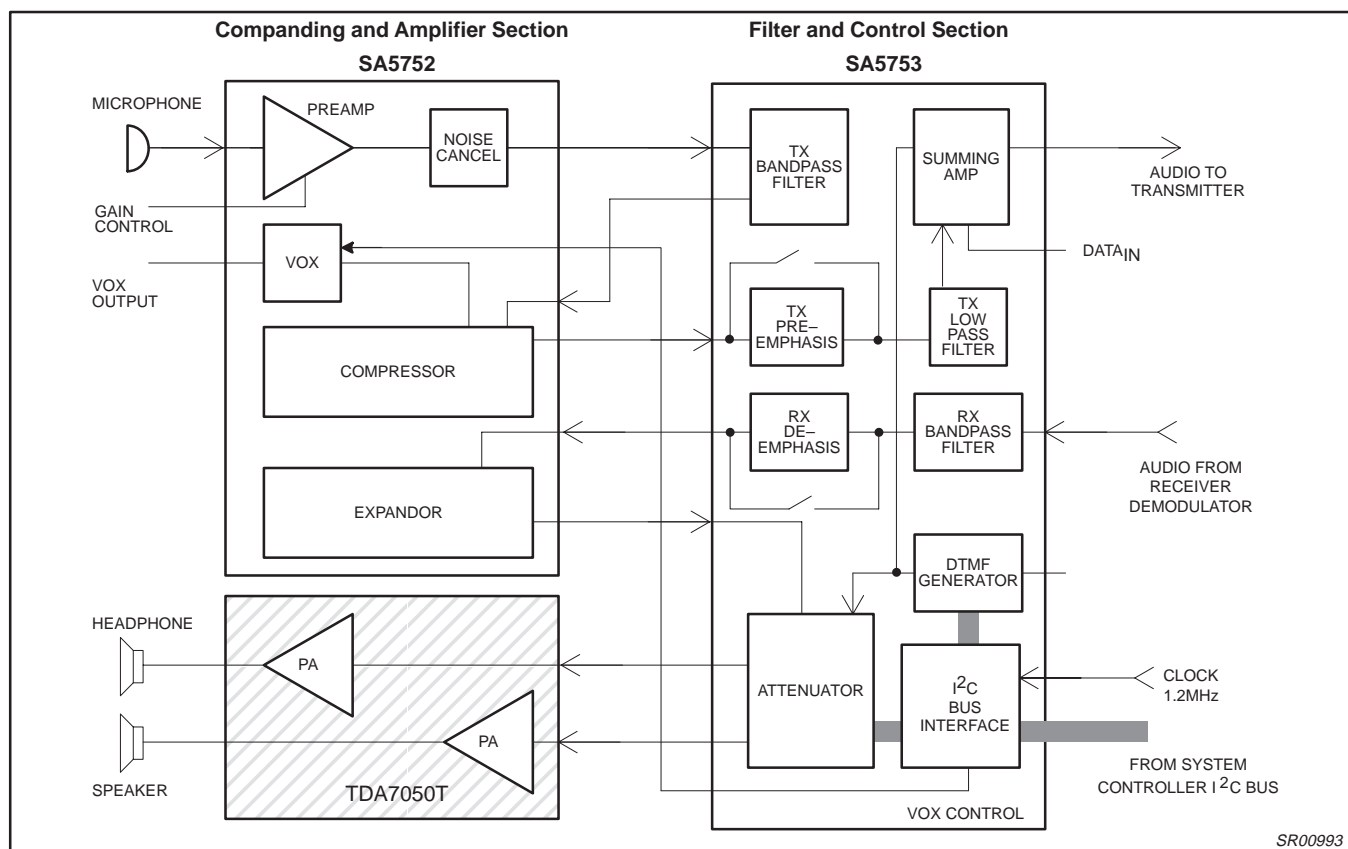 Companding and Amplifier Section
SA5752
Filter and Control Section
SA5753
MICROPHONE
PREAMP
NOISE
CANCEL
GAIN
CONTROL
VOX
VOX
OUTPUT
COMPRESSOR
EXPANDOR
TX
BANDPASS
FILTER
SUMMING
AMP
AUDIO TO
TRANSMITTER
DATAIN
TX
PRE–
EMPHASIS
TX
LOW
PASS
FILTER
RX
DE–
EMPHASIS
RX
BANDPASS
FILTER
AUDIO FROM
RECEIVER
DEMODULATOR
DTMF
GENERATOR
HEADPHONE
PA
SPEAKER
PA
TDA7050T
ATTENUATOR
I2C
BUS
INTERFACE
CLOCK
1.2MHz
FROM SYSTEM
CONTROLLER I2C BUS
VOX CONTROL
SR00993